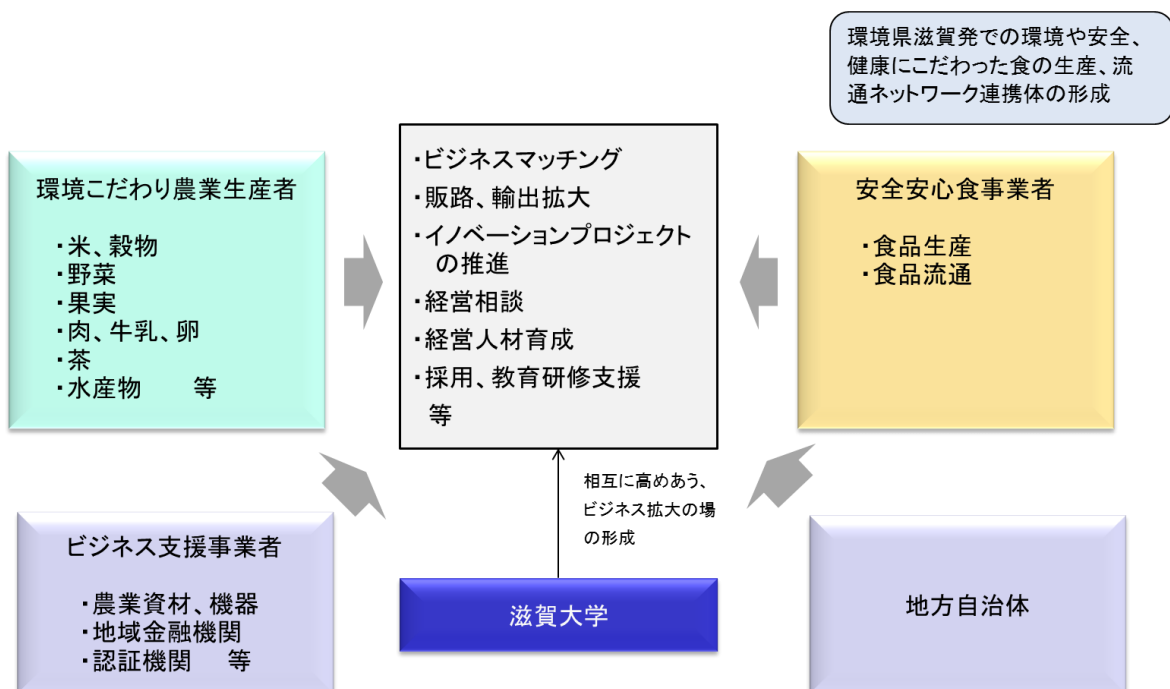 環境県滋賀発での環境や安全、
健康にこだわった食の生産、流
通ネットワーク連携体の形成
環境こだわり農業生産者
・米、穀物
・野菜
・果実
・肉、牛乳、卵
・茶
・水産物　　等
・ビジネスマッチング
・販路、輸出拡大
・イノベーションプロジェクト
の推進
・経営相談
・経営人材育成
・採用、教育研修支援
等
安全安心食事業者
・食品生産
・食品流通
相互に高めあう、
ビジネス拡大の場
の形成
ビジネス支援事業者
・農業資材、機器
・地域金融機関
・認証機関　　等
滋賀大学
地方自治体